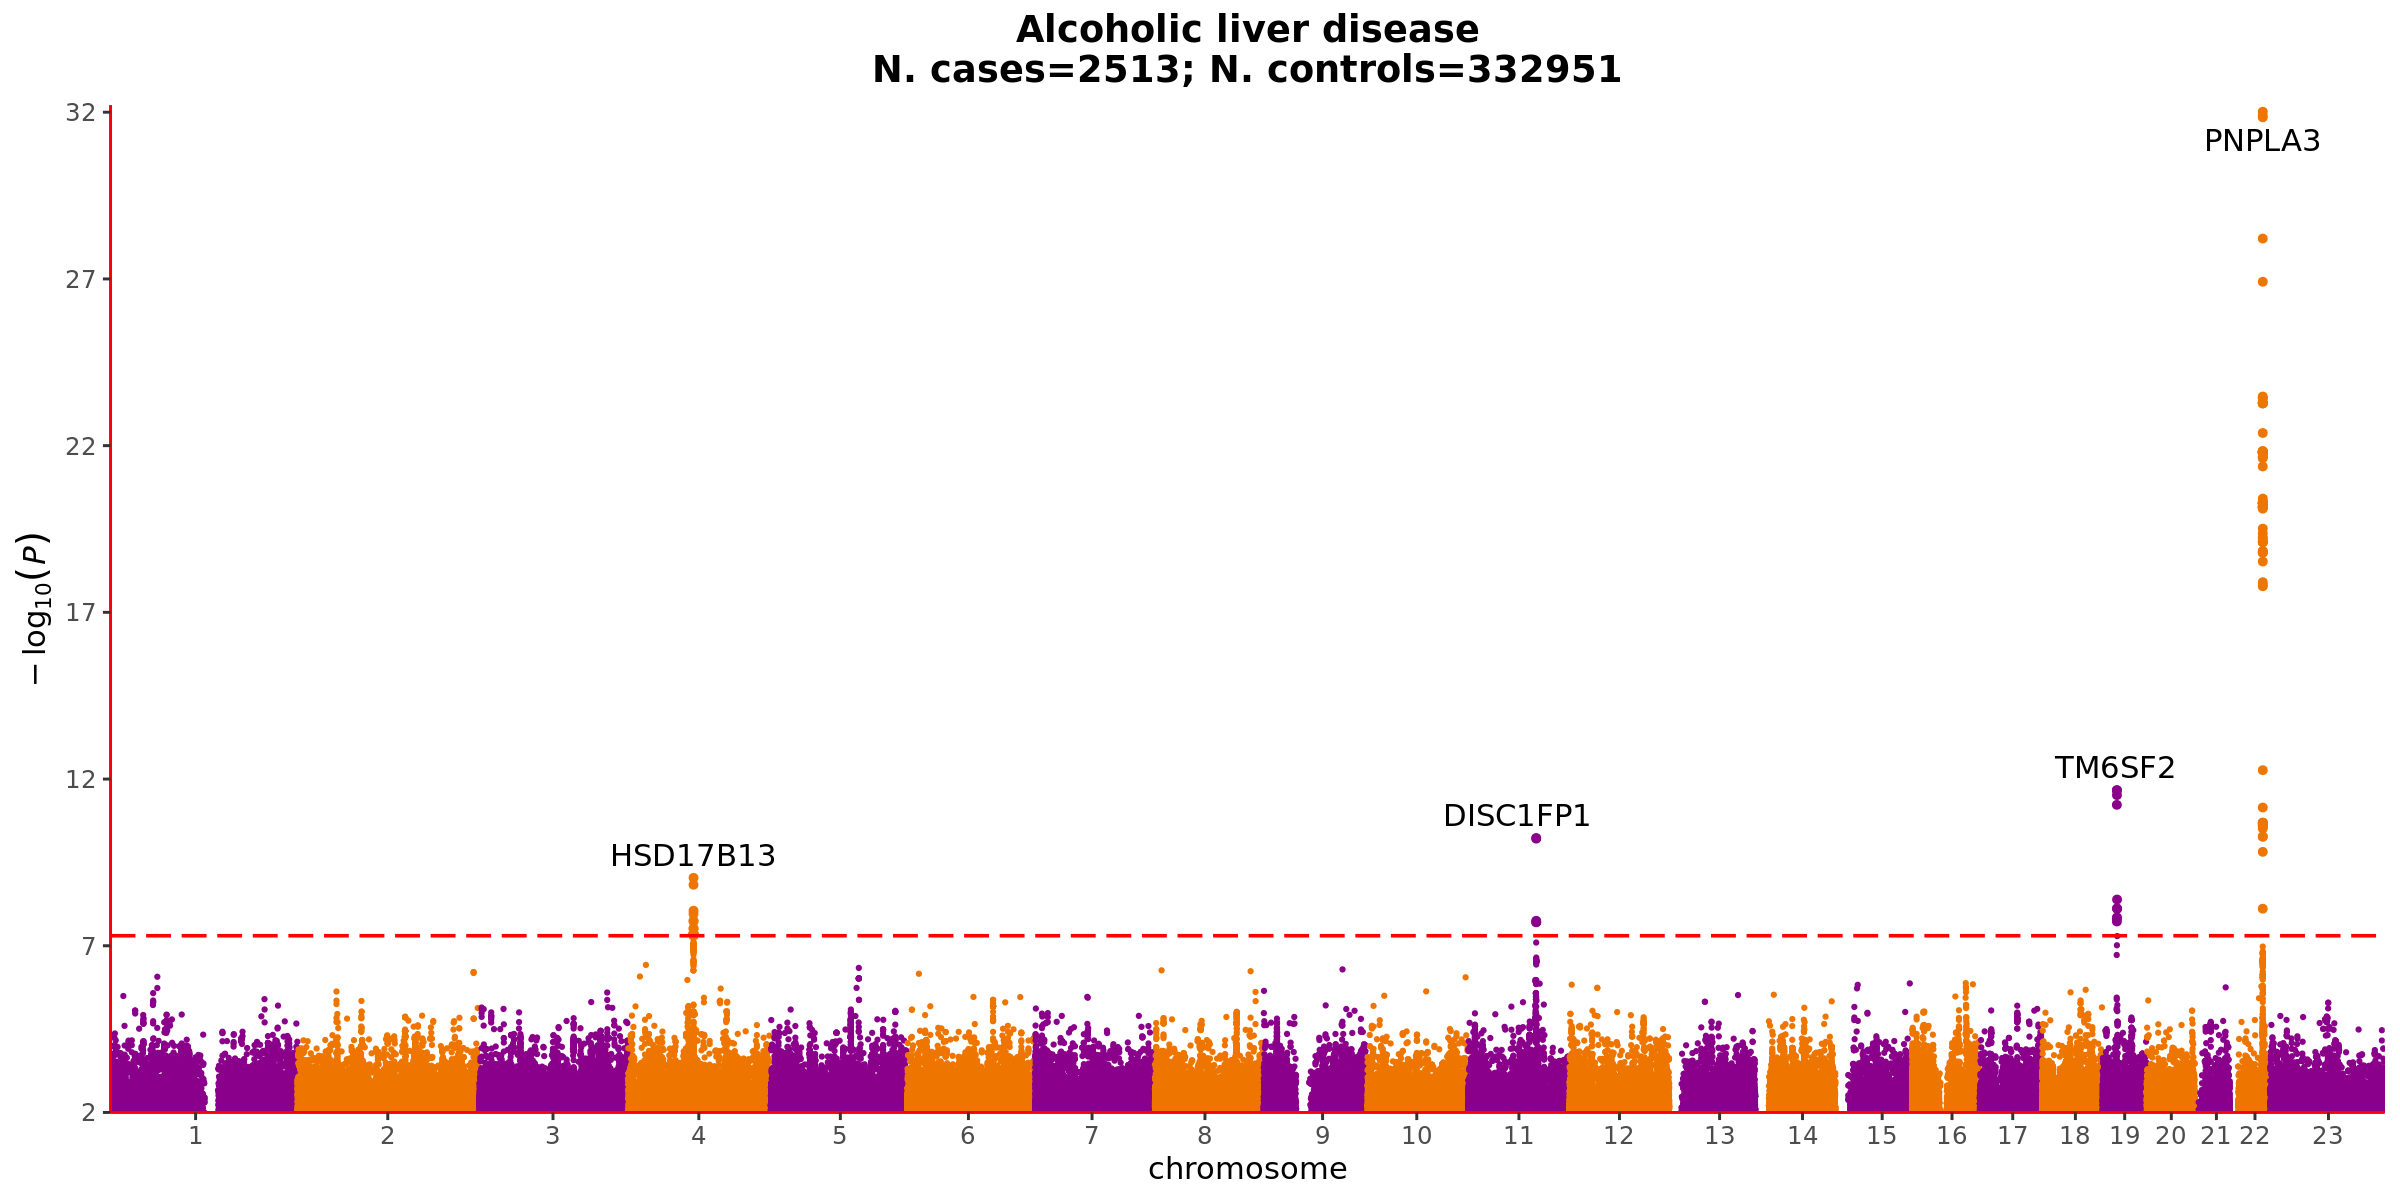 Alcoholic liver disease
N. cases=2513; N. controls=332951
32
PNPLA3
27
22
17
12
TM6SF2
DISC1FP1
HSD17B13
7
2
−log10(P)
1 2 3 4 5 6 7 8 9 10 11 12 13 14 15 16 17 18 19 20 21 22 23
chromosome